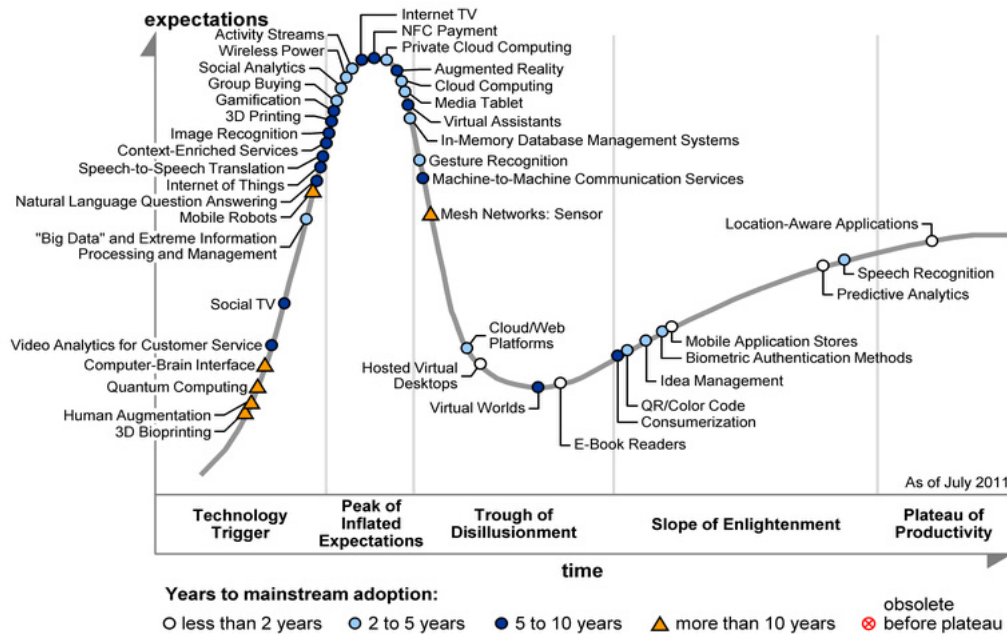 expectations
Activity Streams
Wireless Power
Social Analytics
Group Buying
Gamification
3D Printing
Image Recognition
Context-Enriched Services
Speech-to-Speech Translation
Internet of Things
Natural Language Question Answering
Mobile Robots
"Big Data" and Extreme Information
Processing and Management
Social TV
Video Analytics for Customer Service
Computer-Brain Interface
Quantum Computing
Human Augmentation
3D Bioprinting
Internet TV
NFC Payment
Private Cloud Computing
Augmented Reality
Cloud Computing
Media Tablet
Virtual Assistants
In-Memory Database Management Systems
Gesture Recognition
Machine-to-Machine Communication Services
Mesh Networks: Sensor
Cloud/Web
Platforms
Hosted Virtual
Desktops
Virtual Worlds
E-Book Readers
Location-Aware Applications
Speech Recognition
Predictive Analytics
Mobile Application Stores
Biometric Authentication Methods
Idea Management
QR/Color Code
Consumerization
As of July 2011
Technology
Trigger
Peak of
Inflated
Expectations
Trough of
Disillusionment
Slope of Enlightenment
Plateau of
Productivity
time
Years to mainstream adoption:
less than 2 years
2 to 5 years
5 to 10 years
more than 10 years
obsolete
before plateau